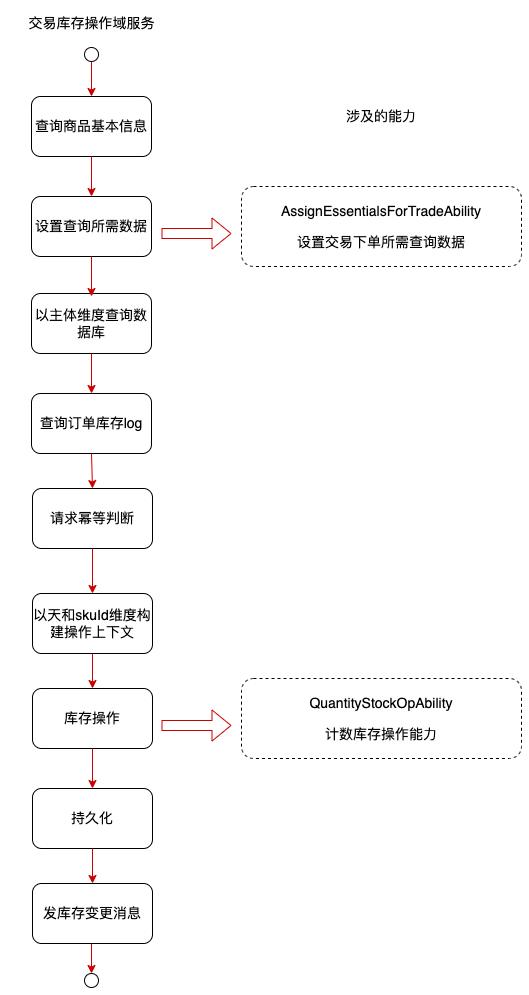 交易库存操作域服务
查询商品基本信息
涉及的能力
设置查询所需数据
AssignEssentialsForTradeAbility
设置交易下单所需查询数据
以主体维度查询数
据库
查询订单库存log
请求幂等判断
以天和skuId维度构
建操作上下文
库存操作
QuantityStockOpAbility
计数库存操作能力
持久化
发库存变更消息